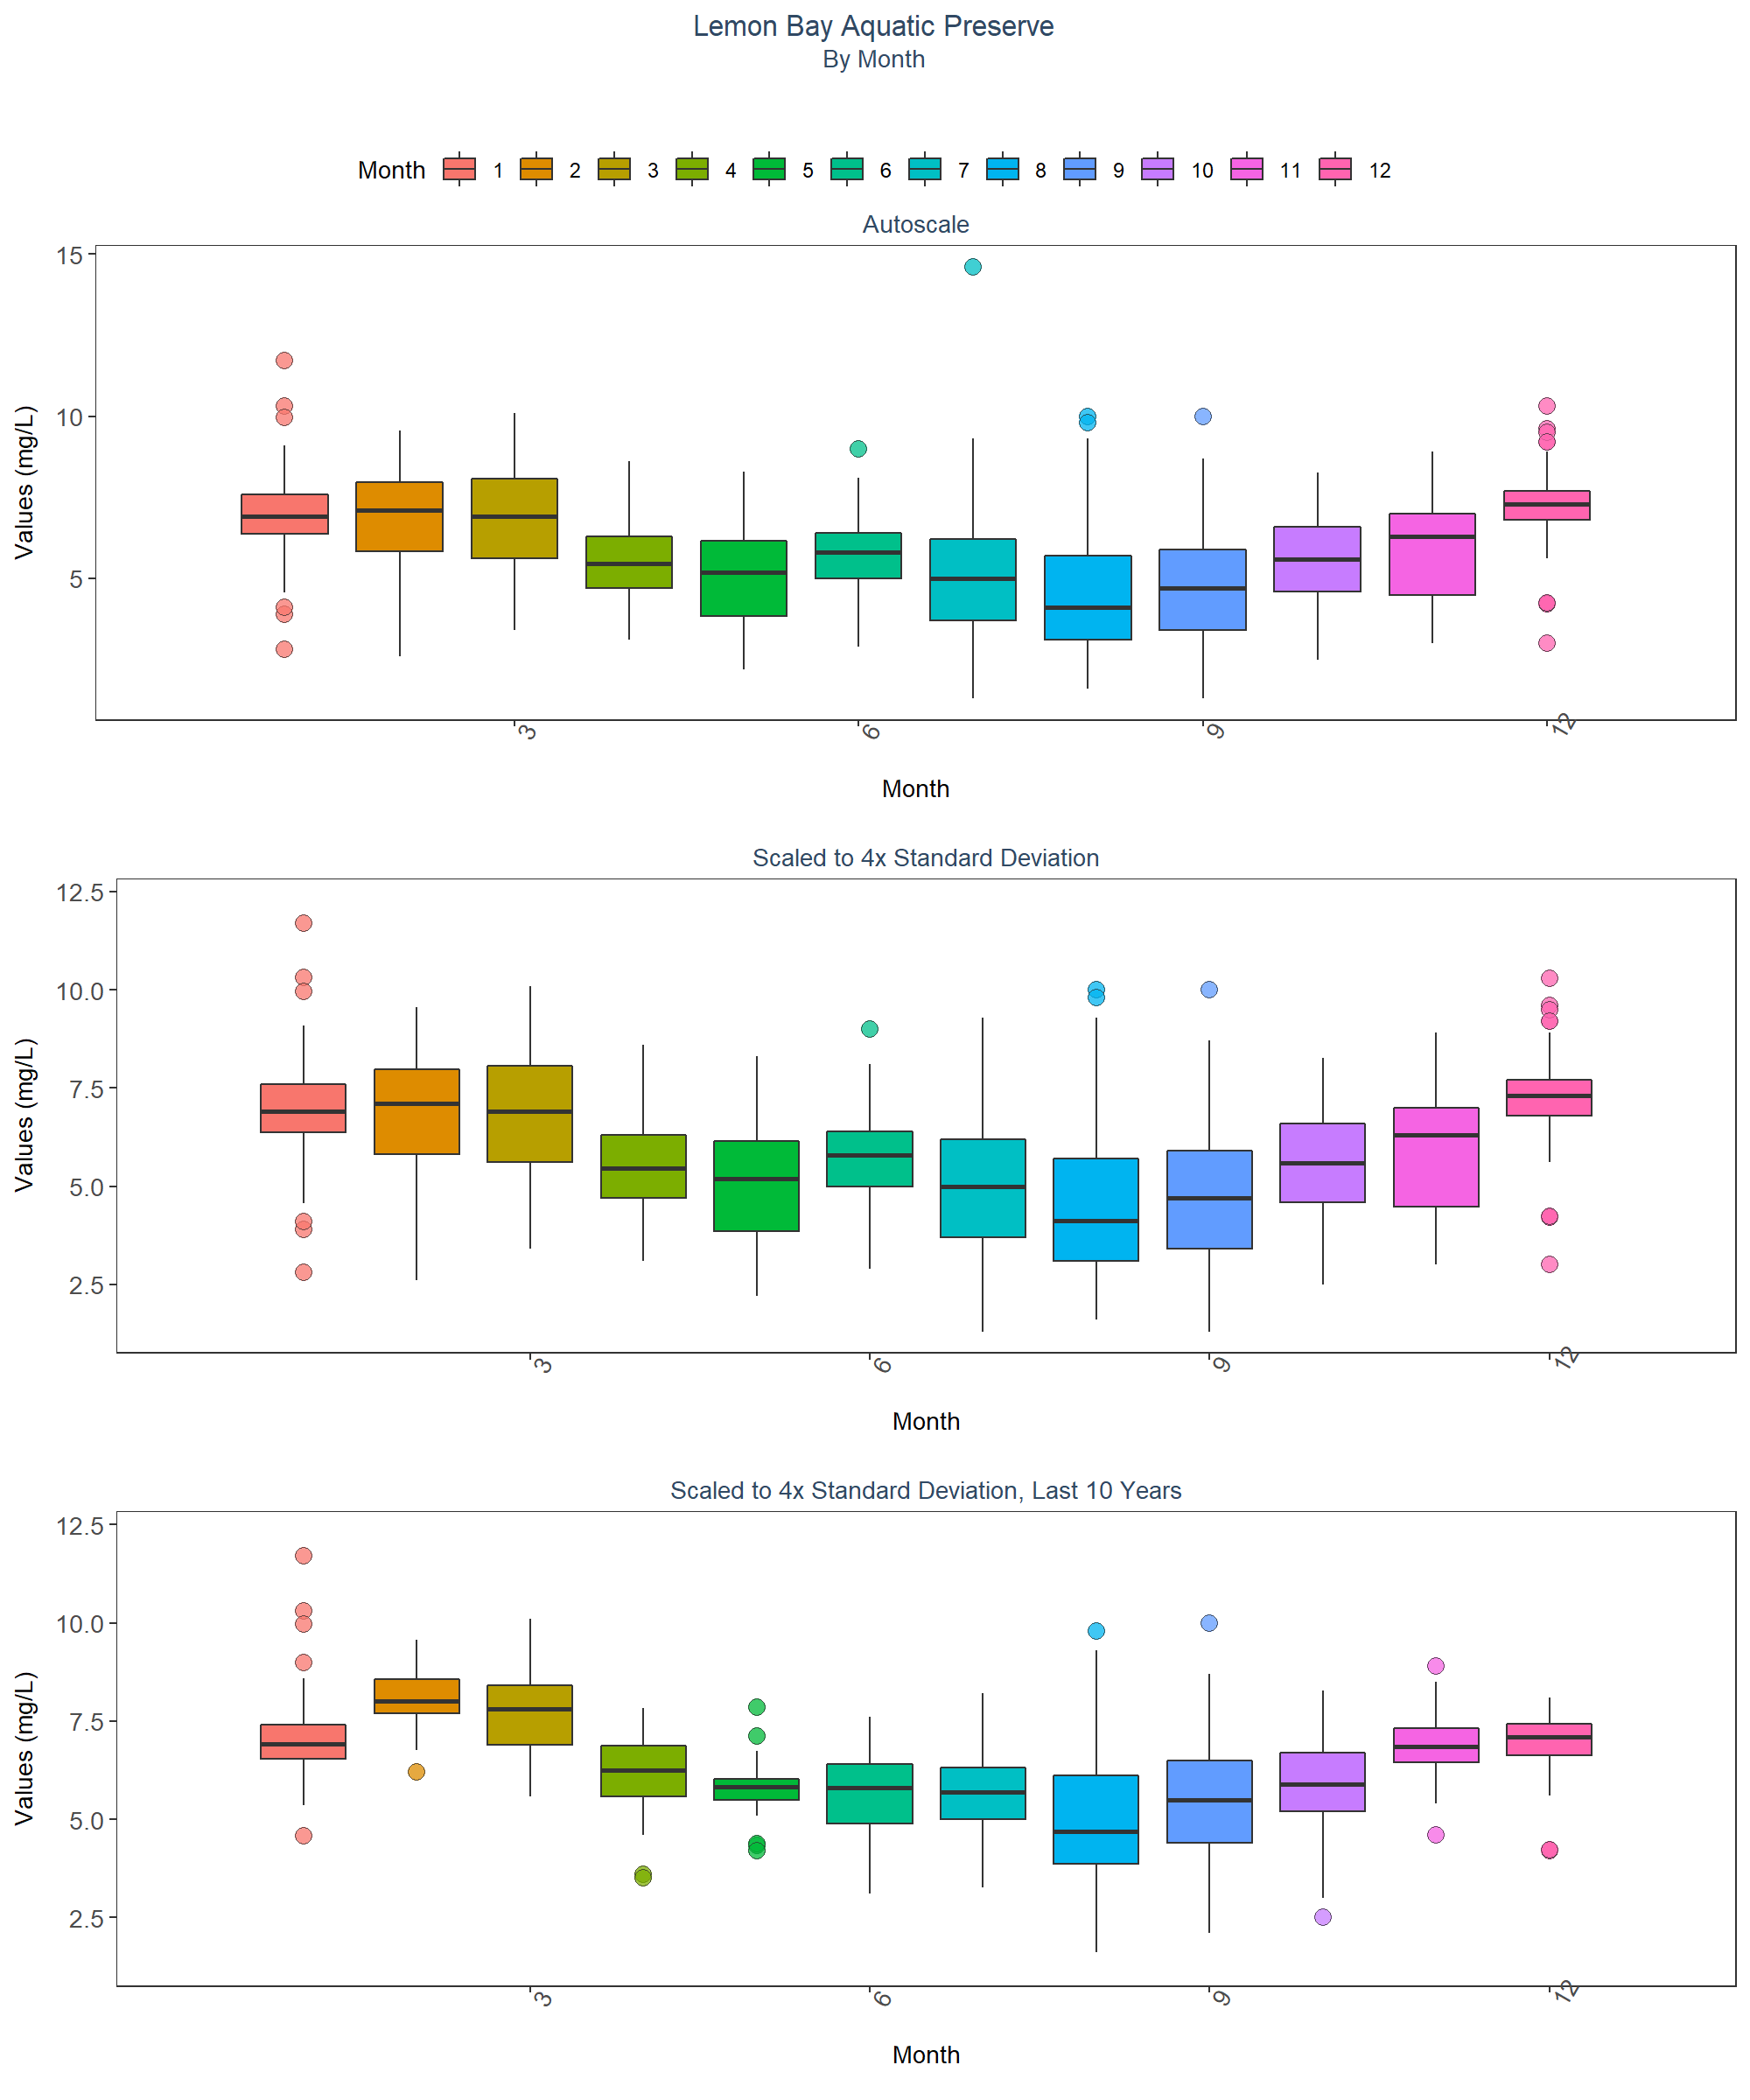 Lemon Bay Aquatic Preserve
By Month
Month 1 2 3 4 5 6 7 8 9 10 11 12
Autoscale
15
10
5
Values (mg/L)
3 6 9 12
Month
Scaled to 4x Standard Deviation
12.5
10.0
7.5
5.0
2.5
Values (mg/L)
3 6 9 12
Month
Scaled to 4x Standard Deviation, Last 10 Years
12.5
10.0
7.5
5.0
2.5
Values (mg/L)
3 6 9 12
Month